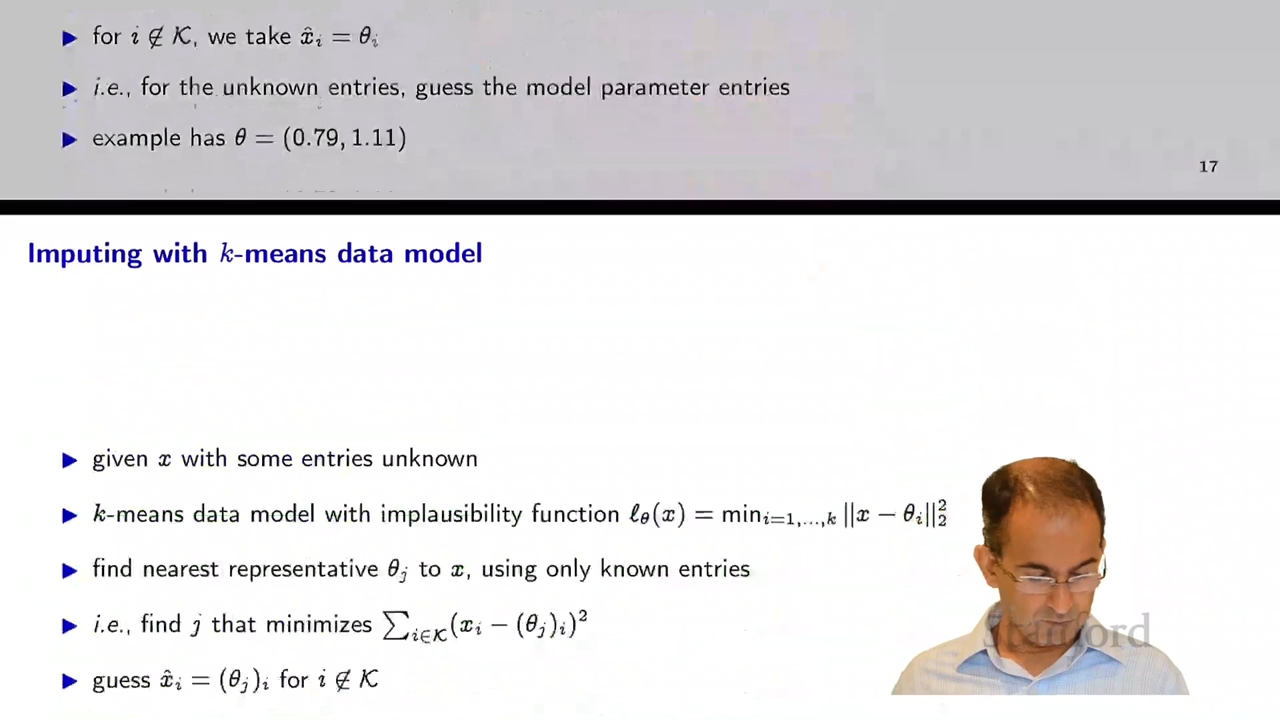 ▶ for i ∉ 𝒦, we take x̂ᵢ = θᵢ
▶ i.e., for the unknown entries, guess the model parameter entries
▶ example has θ = (0.79, 1.11)
17
Imputing with k-means data model
▶ given x with some entries unknown
▶ k-means data model with implausibility function ℓ_θ(x) = min_{i=1,...,k} ||x − θᵢ||₂²
▶ find nearest representative θⱼ to x, using only known entries
▶ i.e., find j that minimizes ∑_{i∈𝒦}(xᵢ − (θⱼ)ᵢ)²
Stanford
▶ guess x̂ᵢ = (θⱼ)ᵢ for i ∉ 𝒦